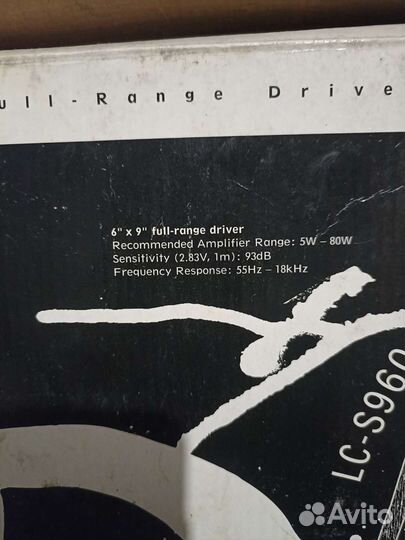 ull-Range Drive
6" x 9" full-range driver
Recommended Amplifier Range: 5W – 80W
Sensitivity (2.83V, 1m): 93dB
Frequency Response: 55Hz – 18kHz
LC-S960
Avito